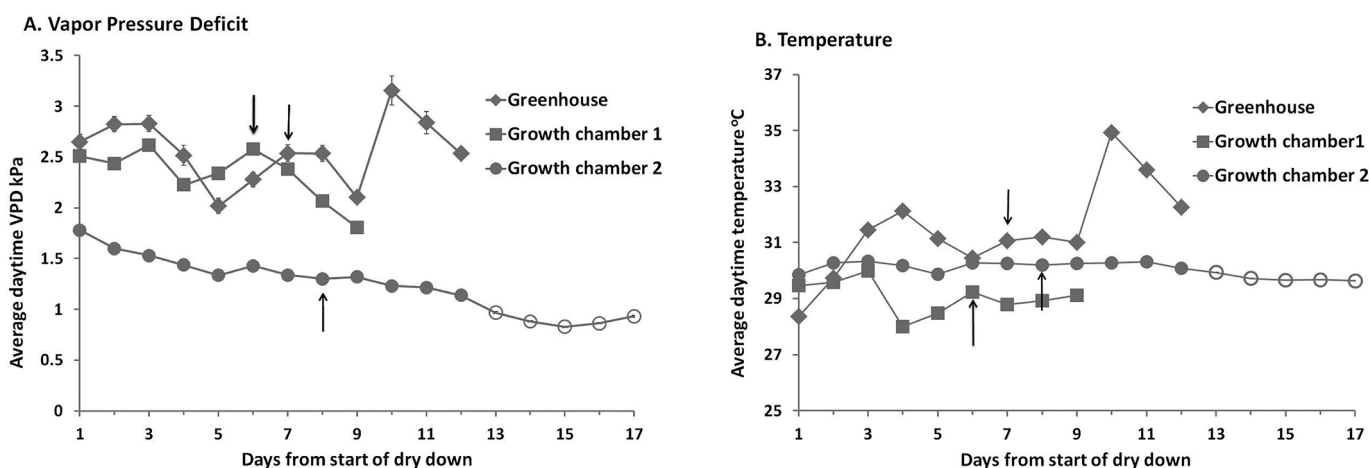 A. Vapor Pressure Deficit
3.5
3
2.5
2
1.5
1
0.5
0
Average daytime VPD kPa
1 3 5 7 9 11 13 15 17
Days from start of dry down
Greenhouse
Growth chamber 1
Growth chamber 2
B. Temperature
37
35
33
31
29
27
25
Average daytime temperature °C
1 3 5 7 9 11 13 15 17
Days from start of dry down
Greenhouse
Growth chamber1
Growth chamber 2